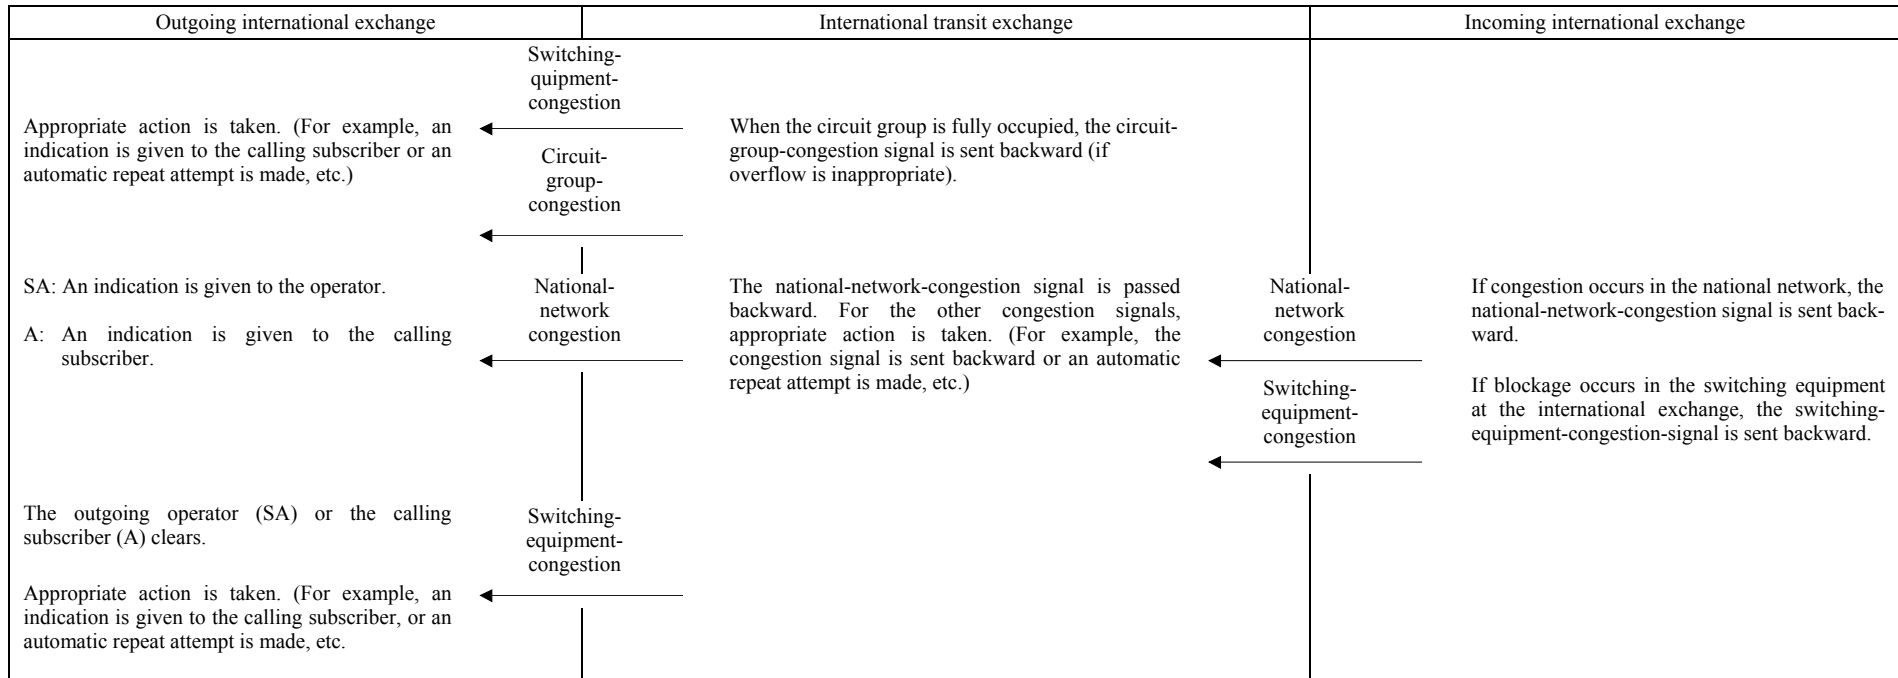 Outgoing international exchange
International transit exchange
Incoming international exchange
Switching-
quipment-
congestion
Appropriate action is taken. (For example, an
indication is given to the calling subscriber or an
automatic repeat attempt is made, etc.)
Circuit-
group-
congestion
When the circuit group is fully occupied, the circuit-
group-congestion signal is sent backward (if
overflow is inappropriate).
SA: An indication is given to the operator.
A: An indication is given to the calling
subscriber.
National-
network
congestion
The national-network-congestion signal is passed
backward. For the other congestion signals,
appropriate action is taken. (For example, the
congestion signal is sent backward or an automatic
repeat attempt is made, etc.)
National-
network
congestion
Switching-
equipment-
congestion
If congestion occurs in the national network, the
national-network-congestion signal is sent back-
ward.
If blockage occurs in the switching equipment
at the international exchange, the switching-
equipment-congestion-signal is sent backward.
The outgoing operator (SA) or the calling
subscriber (A) clears.
Switching-
equipment-
congestion
Appropriate action is taken. (For example, an
indication is given to the calling subscriber, or an
automatic repeat attempt is made, etc.